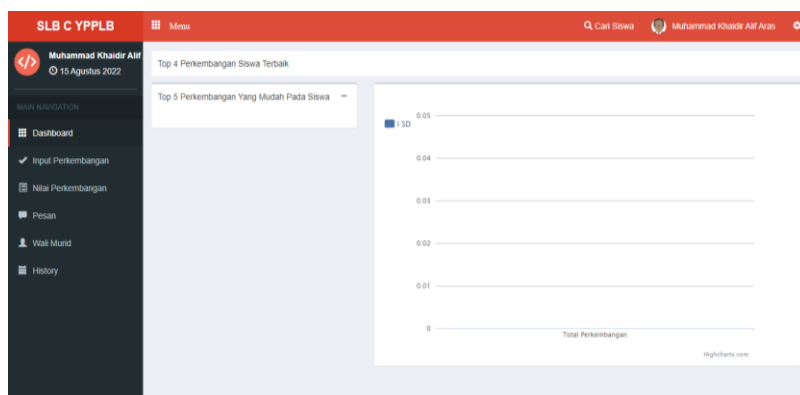 SLB C YPPLB
Menu
Cari Siswa
Muhammad Khaidir Alif Aras
Muhammad Khaidir Alif
15 Agustus 2022
MAIN NAVIGATION
Dashboard
Input Perkembangan
Nilai Perkembangan
Pesan
Wali Murid
History
Top 4 Perkembangan Siswa Terbaik
Top 5 Perkembangan Yang Mudah Pada Siswa
I SD
0.05
0.04
0.03
0.02
0.01
0
Total Perkembangan
Highcharts.com